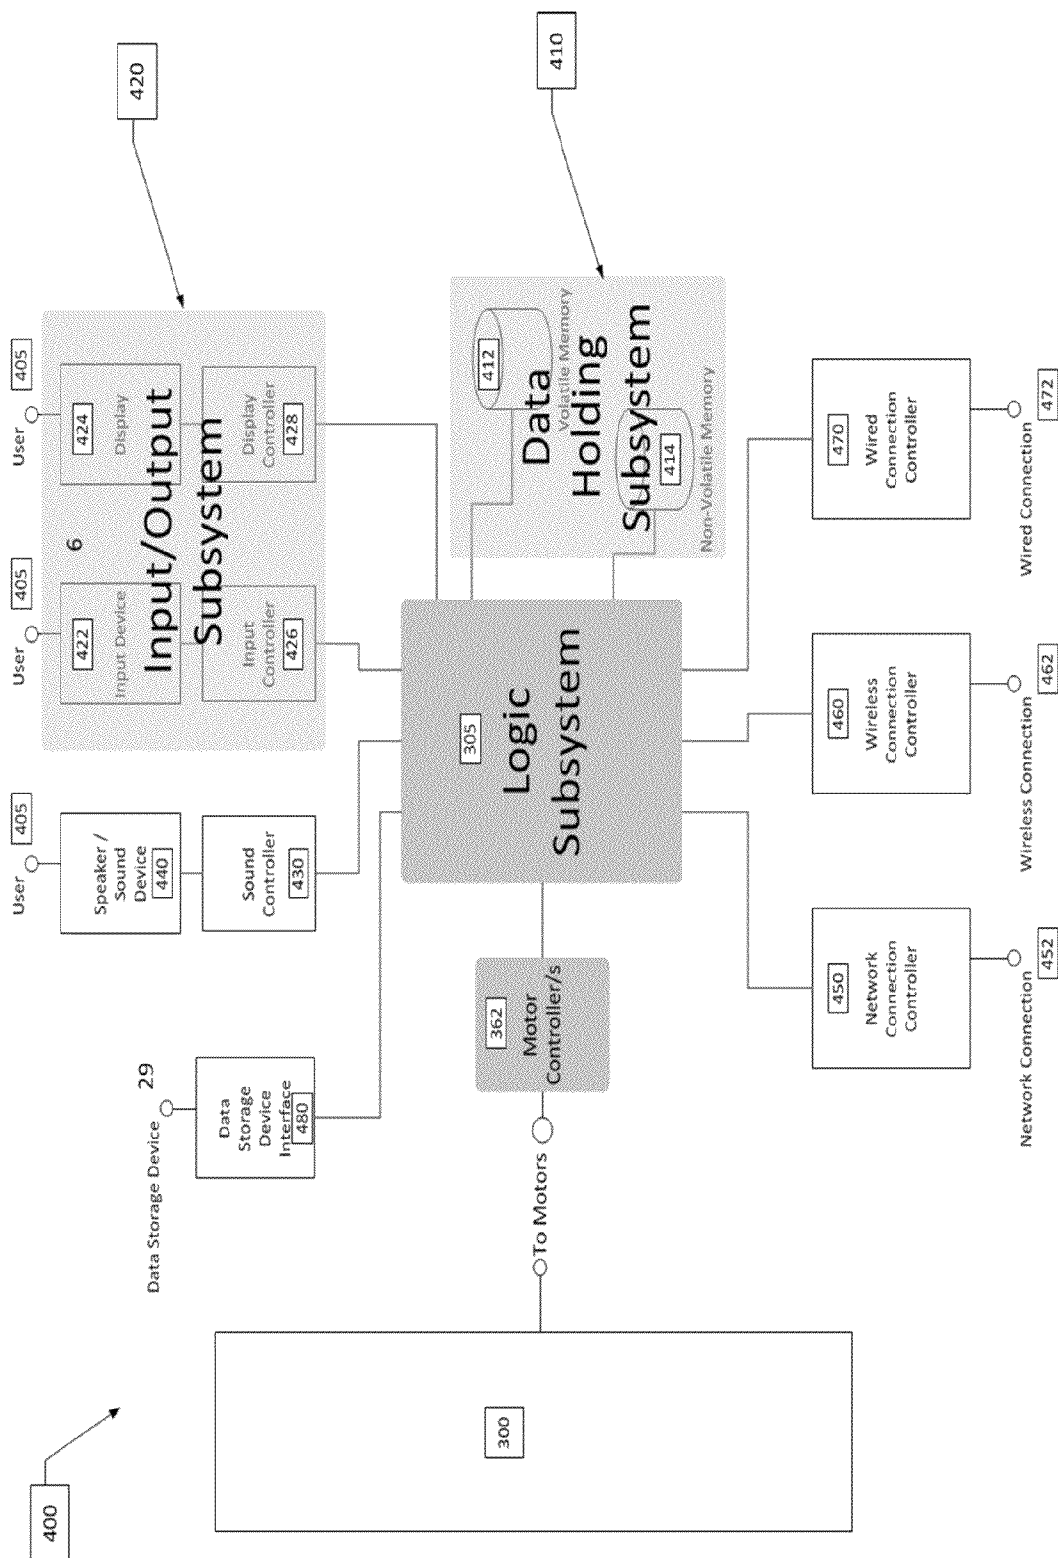 400
420
410
User
405
User
405
User
405
Data Storage Device
29
Speaker /
Sound
Device
440
Sound
Controller
430
422
Input Device
6
424
Display
Input/Output
Subsystem
Input
Controller
426
Display
Controller
428
Data
Storage
Device
Interface
480
300
To Motors
362
Motor
Controller/s
305
Logic
Subsystem
412
Volatile Memory
Data
Holding
Subsystem
414
Non-Volatile Memory
450
Network
Connection
Controller
460
Wireless
Connection
Controller
470
Wired
Connection
Controller
Network Connection
452
Wireless Connection
462
Wired Connection
472